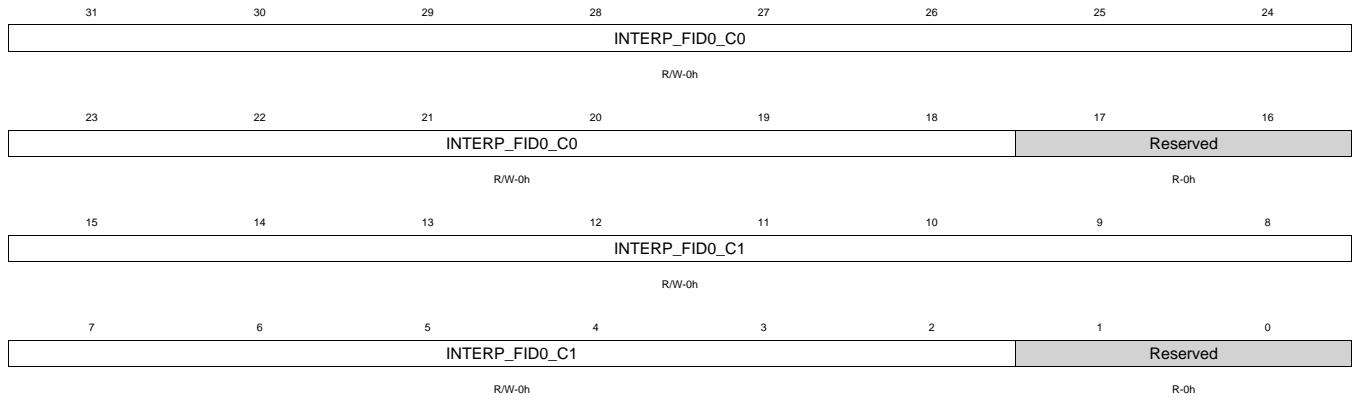 31 30 29 28 27 26 25 24
INTERP_FID0_C0
R/W-0h
23 22 21 20 19 18 17 16
INTERP_FID0_C0 Reserved
R/W-0h R-0h
15 14 13 12 11 10 9 8
INTERP_FID0_C1
R/W-0h
7 6 5 4 3 2 1 0
INTERP_FID0_C1 Reserved
R/W-0h R-0h